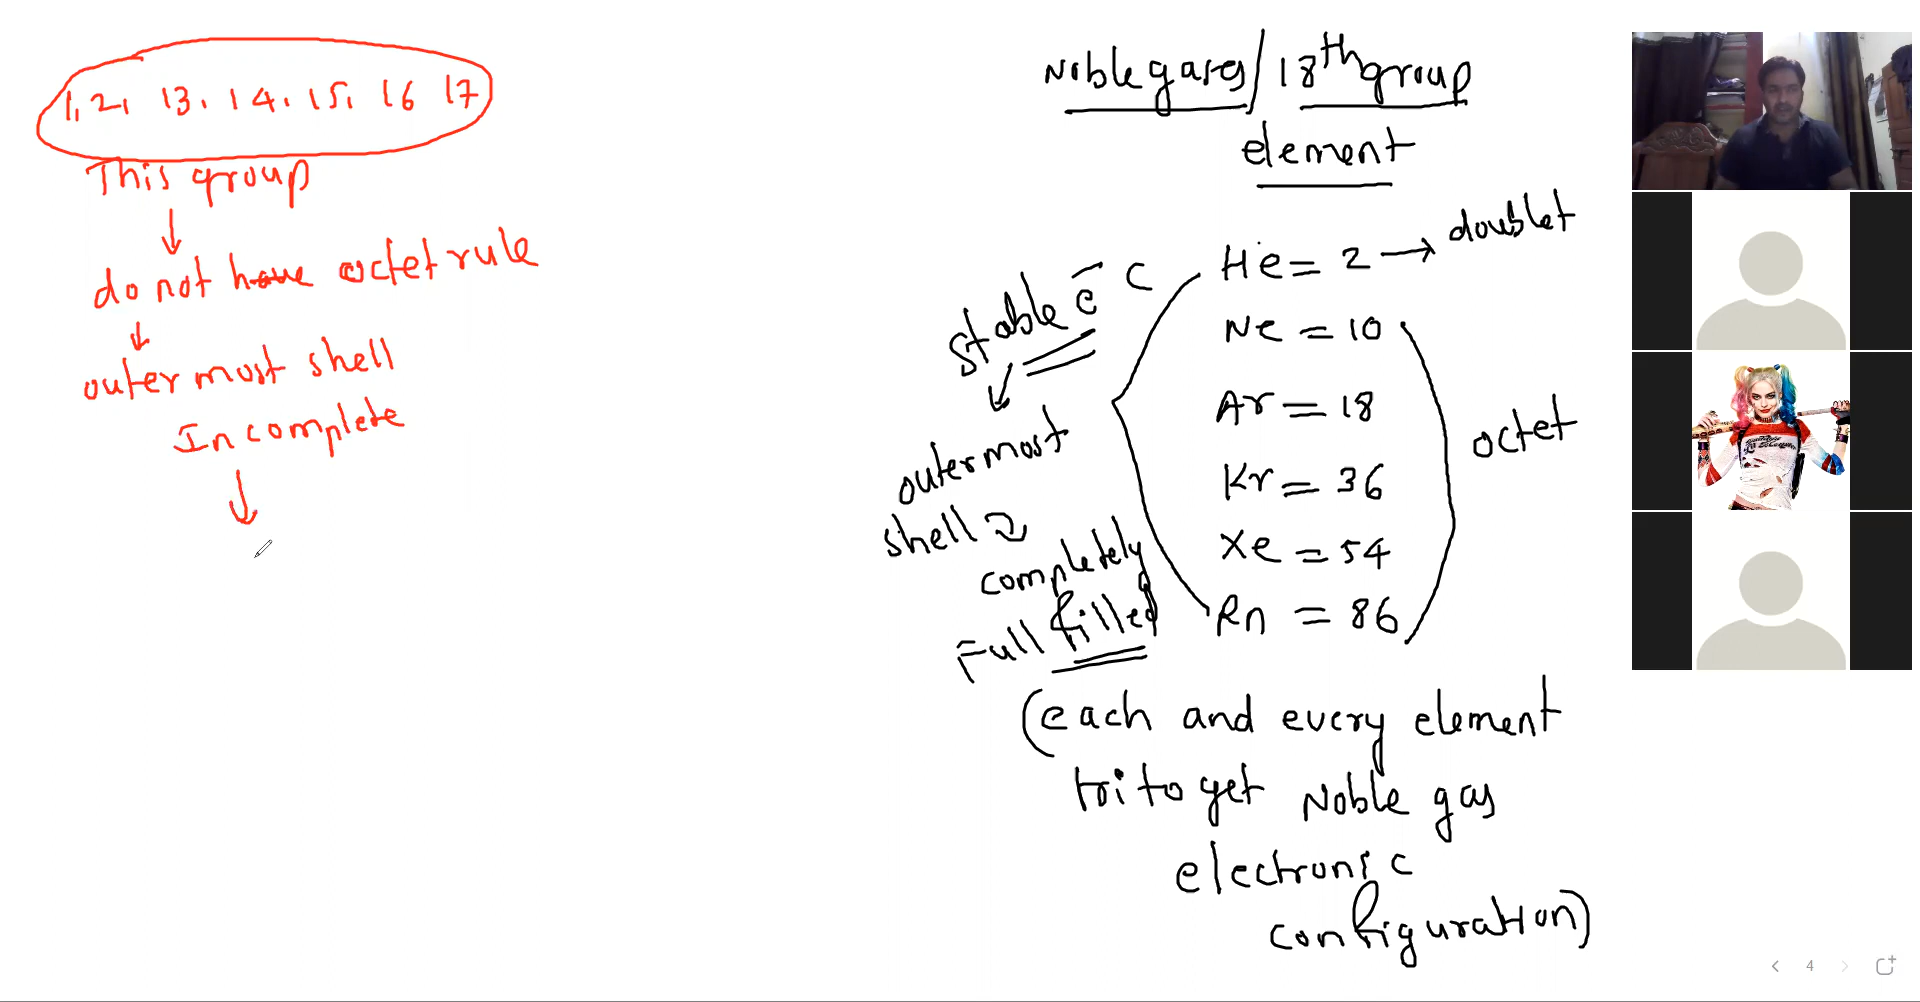 1, 2, 13, 14, 15, 16 17
This group
do not have octet rule
outer most shell
Incomplete
Noble gases / 18th group
element
He = 2 → doublet
Ne = 10
Ar = 18
Kr = 36
Xe = 54
Rn = 86
octet
stable e̅ C
outermost
shell
completely
Full filled
(each and every element
tri to get Noble gas
electronic
configuration)
4